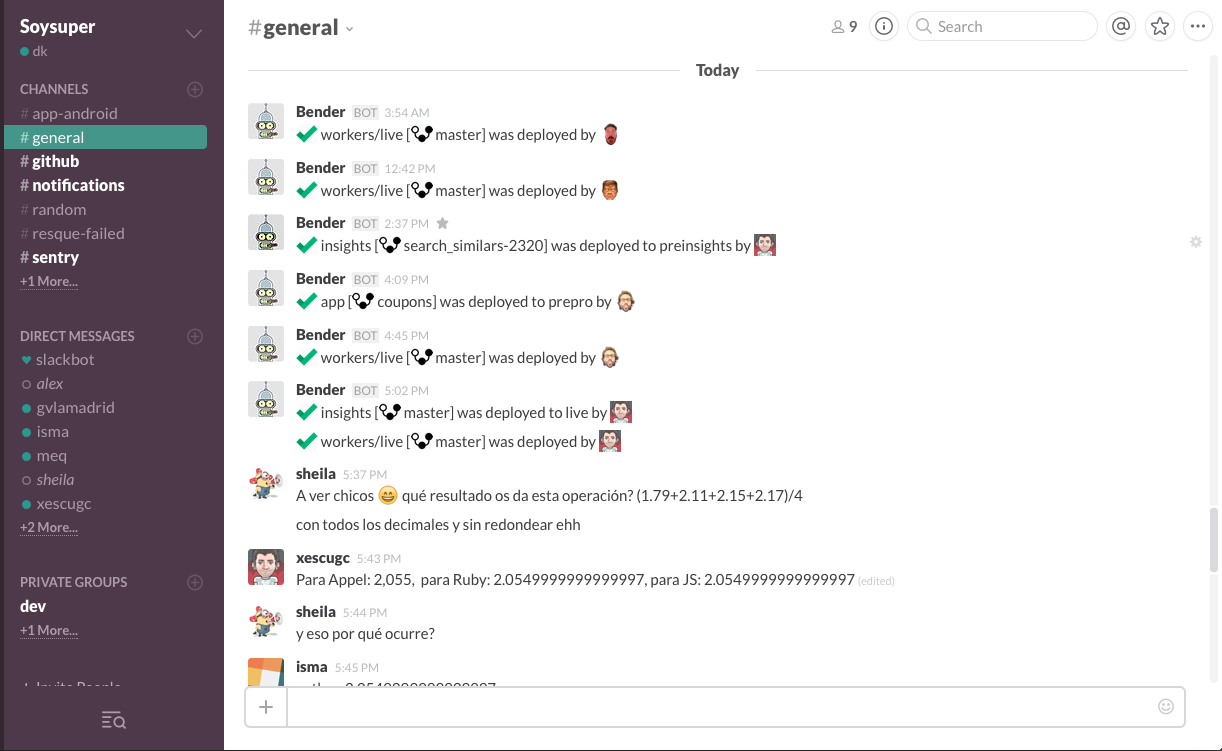 Soysuper
dk
CHANNELS
# app-android
# general
# github
# notifications
# random
# resque-failed
# sentry
+1 More...
DIRECT MESSAGES
slackbot
alex
gvlamadrid
isma
meq
sheila
xescugc
+2 More...
PRIVATE GROUPS
dev
+1 More...
+ Invite People
#general
9
Search
Today
Bender BOT 3:54 AM
workers/live [ master] was deployed by
Bender BOT 12:42 PM
workers/live [ master] was deployed by
Bender BOT 2:37 PM
insights [ search_similars-2320] was deployed to preinsights by
Bender BOT 4:09 PM
app [ coupons] was deployed to prepro by
Bender BOT 4:45 PM
workers/live [ master] was deployed by
Bender BOT 5:02 PM
insights [ master] was deployed to live by
workers/live [ master] was deployed by
sheila 5:37 PM
A ver chicos 😄 qué resultado os da esta operación? (1.79+2.11+2.15+2.17)/4
con todos los decimales y sin redondear ehh
xescugc 5:43 PM
Para Appel: 2,055, para Ruby: 2.0549999999999997, para JS: 2.0549999999999997 (edited)
sheila 5:44 PM
y eso por qué ocurre?
isma 5:45 PM